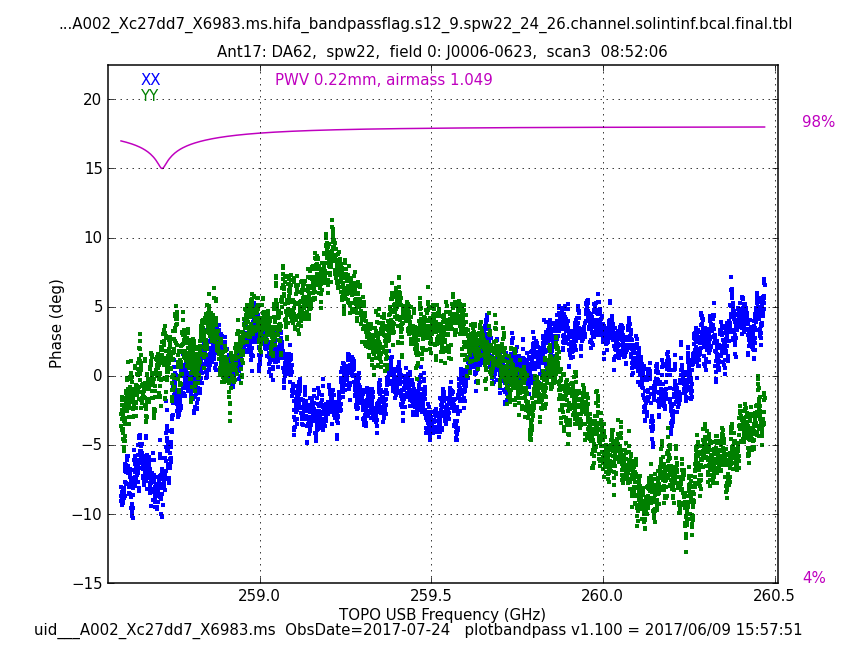 ...A002_Xc27dd7_X6983.ms.hifa_bandpassflag.s12_9.spw22_24_26.channel.solintinf.bcal.final.tbl
Ant17: DA62, spw22, field 0: J0006-0623, scan3 08:52:06
XX
PWV 0.22mm, airmass 1.049
YY
98%
4%
20
15
10
5
0
−5
−10
−15
Phase (deg)
259.0
259.5
260.0
260.5
TOPO USB Frequency (GHz)
uid___A002_Xc27dd7_X6983.ms ObsDate=2017-07-24 plotbandpass v1.100 = 2017/06/09 15:57:51